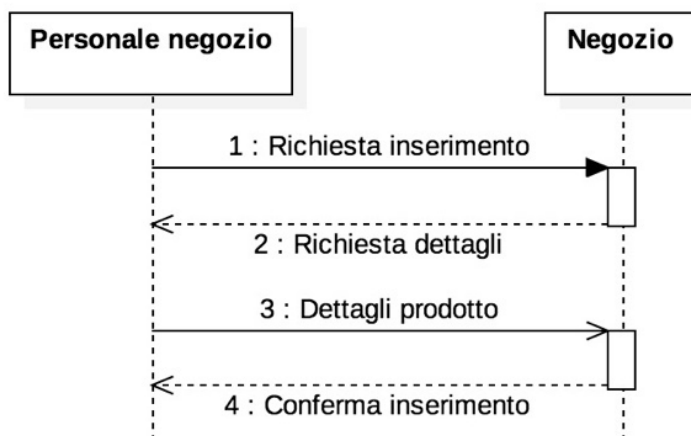 Personale negozio
Negozio
1 : Richiesta inserimento
2 : Richiesta dettagli
3 : Dettagli prodotto
4 : Conferma inserimento